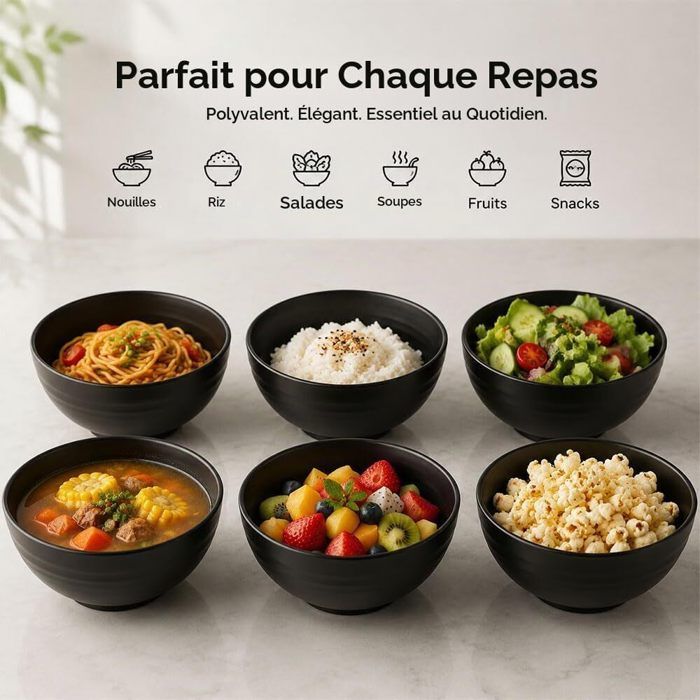 Parfait pour Chaque Repas
Polyvalent. Élégant. Essentiel au Quotidien.
Nouilles
Riz
Salades
Soupes
Fruits
Snacks